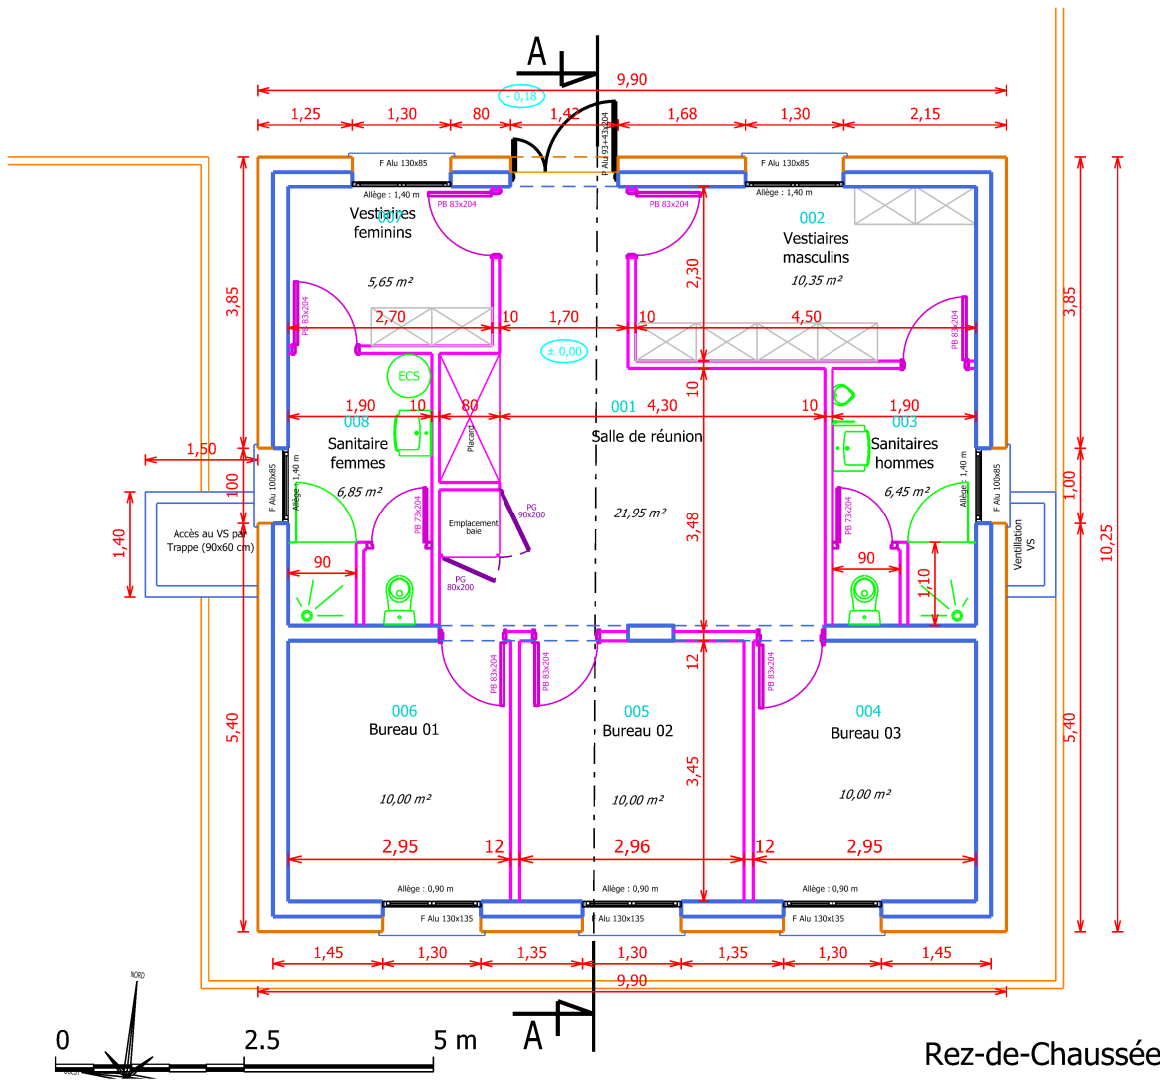 A
9,90
- 0,18
1,25
1,30
80
1,42
1,68
1,30
2,15
P Alu 93+43x204
F Alu 130x85
F Alu 130x85
Allège : 1,40 m
Allège : 1,40 m
PB 83x204
PB 83x204
007
Vestiaires
feminins
5,65 m²
002
Vestiaires
masculins
10,35 m²
3,85
2,30
3,85
PB 83x204
PB 83x204
2,70
10
1,70
10
4,50
± 0,00
ECS
10
1,90
10
80
4,30
10
1,90
001
Salle de réunion
21,95 m²
008
Sanitaire
femmes
6,85 m²
003
Sanitaires
hommes
6,45 m²
Placard
1,50
100
F Alu 100x85
Allège : 1,40 m
Allège : 1,40 m
F Alu 100x85
1,00
10,25
PB 73x204
PG
90x200
Emplacement
baie
PG
80x200
PB 73x204
3,48
1,40
Accès au VS par
Trappe (90x60 cm)
Ventillation
VS
90
90
1,10
12
PB 83x204
PB 83x204
PB 83x204
006
Bureau 01
10,00 m²
005
Bureau 02
10,00 m²
004
Bureau 03
10,00 m²
5,40
3,45
5,40
2,95
12
2,96
12
2,95
Allège : 0,90 m
Allège : 0,90 m
Allège : 0,90 m
F Alu 130x135
F Alu 130x135
F Alu 130x135
1,45
1,30
1,35
1,30
1,35
1,30
1,45
9,90
NORD
A
0
2.5
5 m
Rez-de-Chaussée